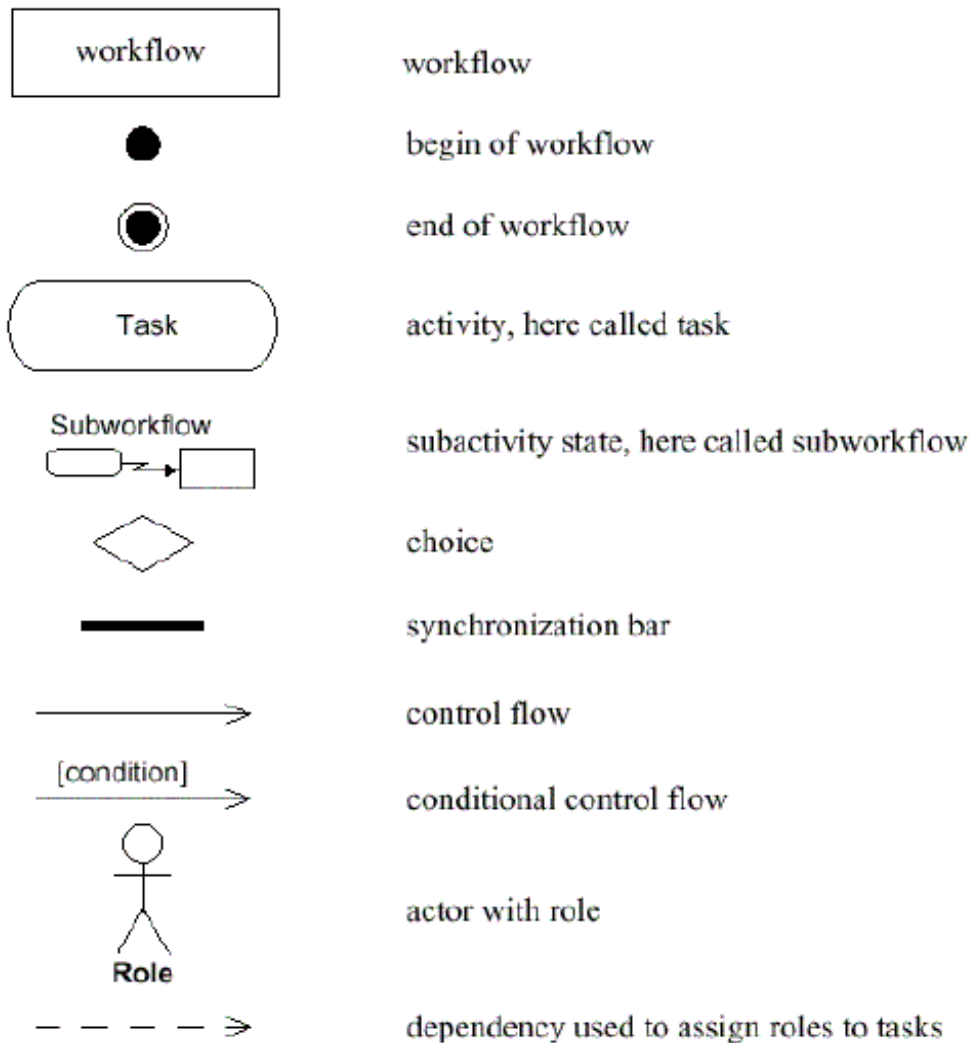 workflow workflow
begin of workflow
end of workflow
Task activity, here called task
Subworkflow
subactivity state, here called subworkflow
choice
synchronization bar
control flow
[condition]
conditional control flow
actor with role
Role
dependency used to assign roles to tasks